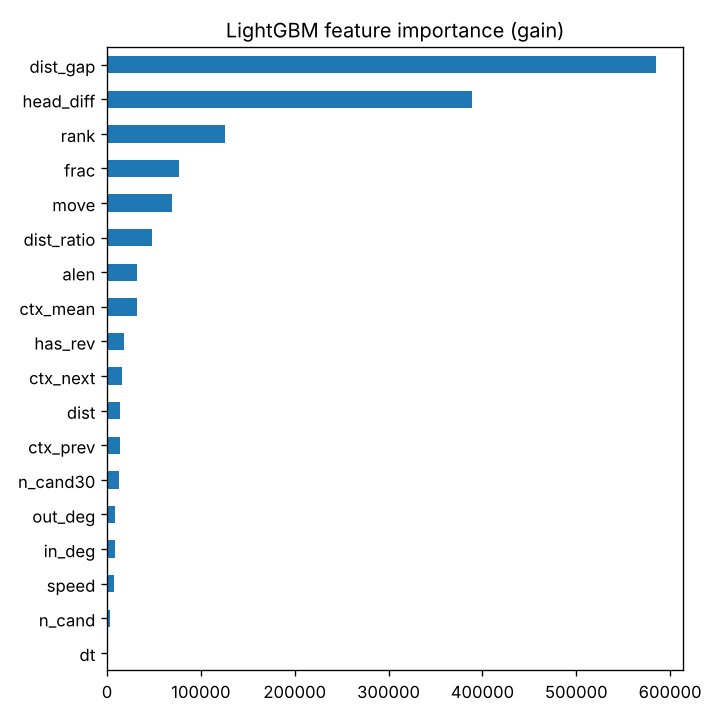 LightGBM feature importance (gain)
dist_gap
head_diff
rank
frac
move
dist_ratio
alen
ctx_mean
has_rev
ctx_next
dist
ctx_prev
n_cand30
out_deg
in_deg
speed
n_cand
dt
0 100000 200000 300000 400000 500000 600000